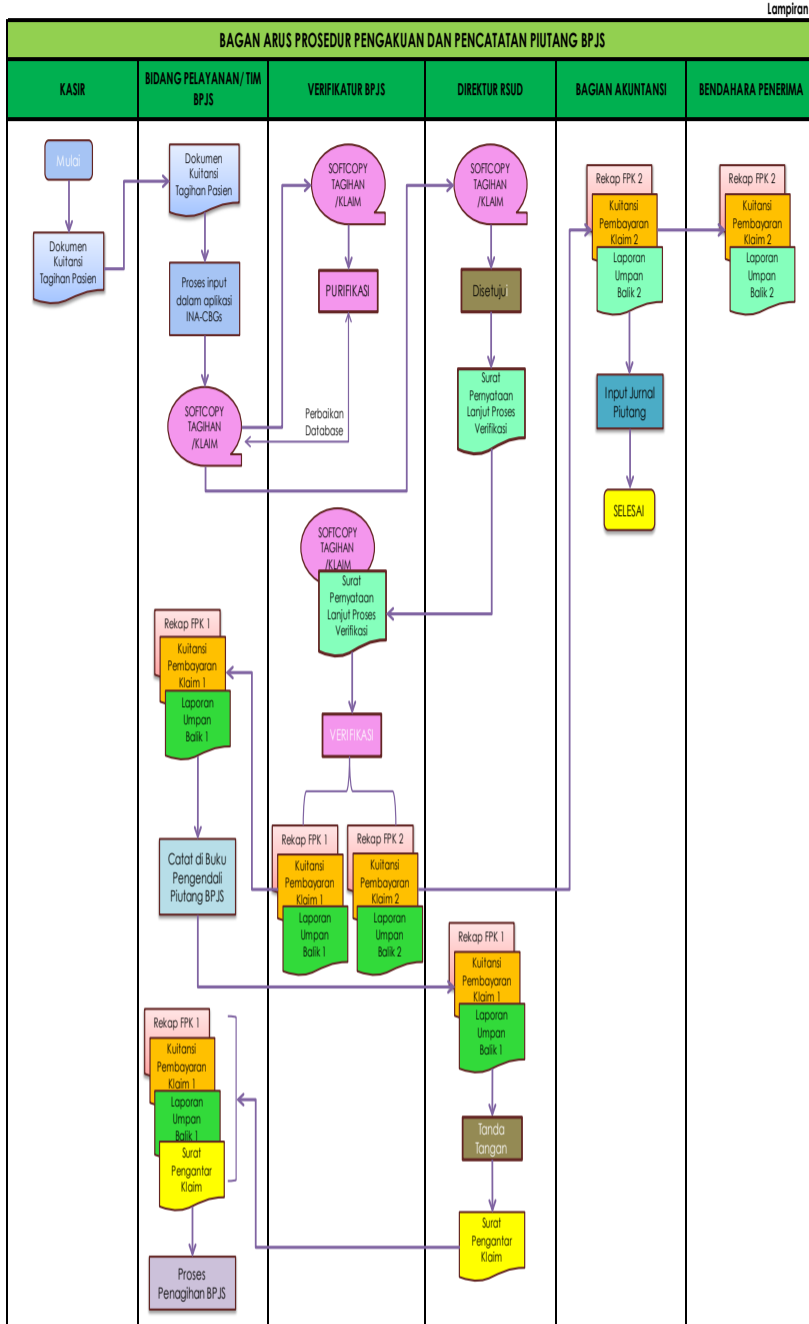 Lampiran
BAGAN ARUS PROSEDUR PENGAKUAN DAN PENCATATAN PIUTANG BPJS
KASIR
BIDANG PELAYANAN/ TIM
BPJS
VERIFIKATUR BPJS
DIREKTUR RSUD
BAGIAN AKUNTANSI
BENDAHARA PENERIMA
Mulai
Dokumen
Kuitansi
Tagihan Pasien
Dokumen
Kuitansi
Tagihan Pasien
Proses input
dalam aplikasi
INA-CBGs
SOFTCOPY
TAGIHAN
/KLAIM
SOFTCOPY
TAGIHAN
/KLAIM
PURIFIKASI
Perbaikan
Database
SOFTCOPY
TAGIHAN
/KLAIM
Disetujui
Surat
Pernyataan
Lanjut Proses
Verifikasi
SOFTCOPY
TAGIHAN
/KLAIM
Surat
Pernyataan
Lanjut Proses
Verifikasi
VERIFIKASI
Rekap FPK 1
Kuitansi
Pembayaran
Klaim 1
Laporan
Umpan
Balik 1
Rekap FPK 2
Kuitansi
Pembayaran
Klaim 2
Laporan
Umpan
Balik 2
Rekap FPK 2
Kuitansi
Pembayaran
Klaim 2
Laporan
Umpan
Balik 2
Input Jurnal
Piutang
SELESAI
Rekap FPK 2
Kuitansi
Pembayaran
Klaim 2
Laporan
Umpan
Balik 2
Rekap FPK 1
Kuitansi
Pembayaran
Klaim 1
Laporan
Umpan
Balik 1
Catat di Buku
Pengendali
Piutang BPJS
Rekap FPK 1
Kuitansi
Pembayaran
Klaim 1
Laporan
Umpan
Balik 1
Tanda
Tangan
Surat
Pengantar
Klaim
Rekap FPK 1
Kuitansi
Pembayaran
Klaim 1
Laporan
Umpan
Balik 1
Surat
Pengantar
Klaim
Proses
Penagihan BPJS